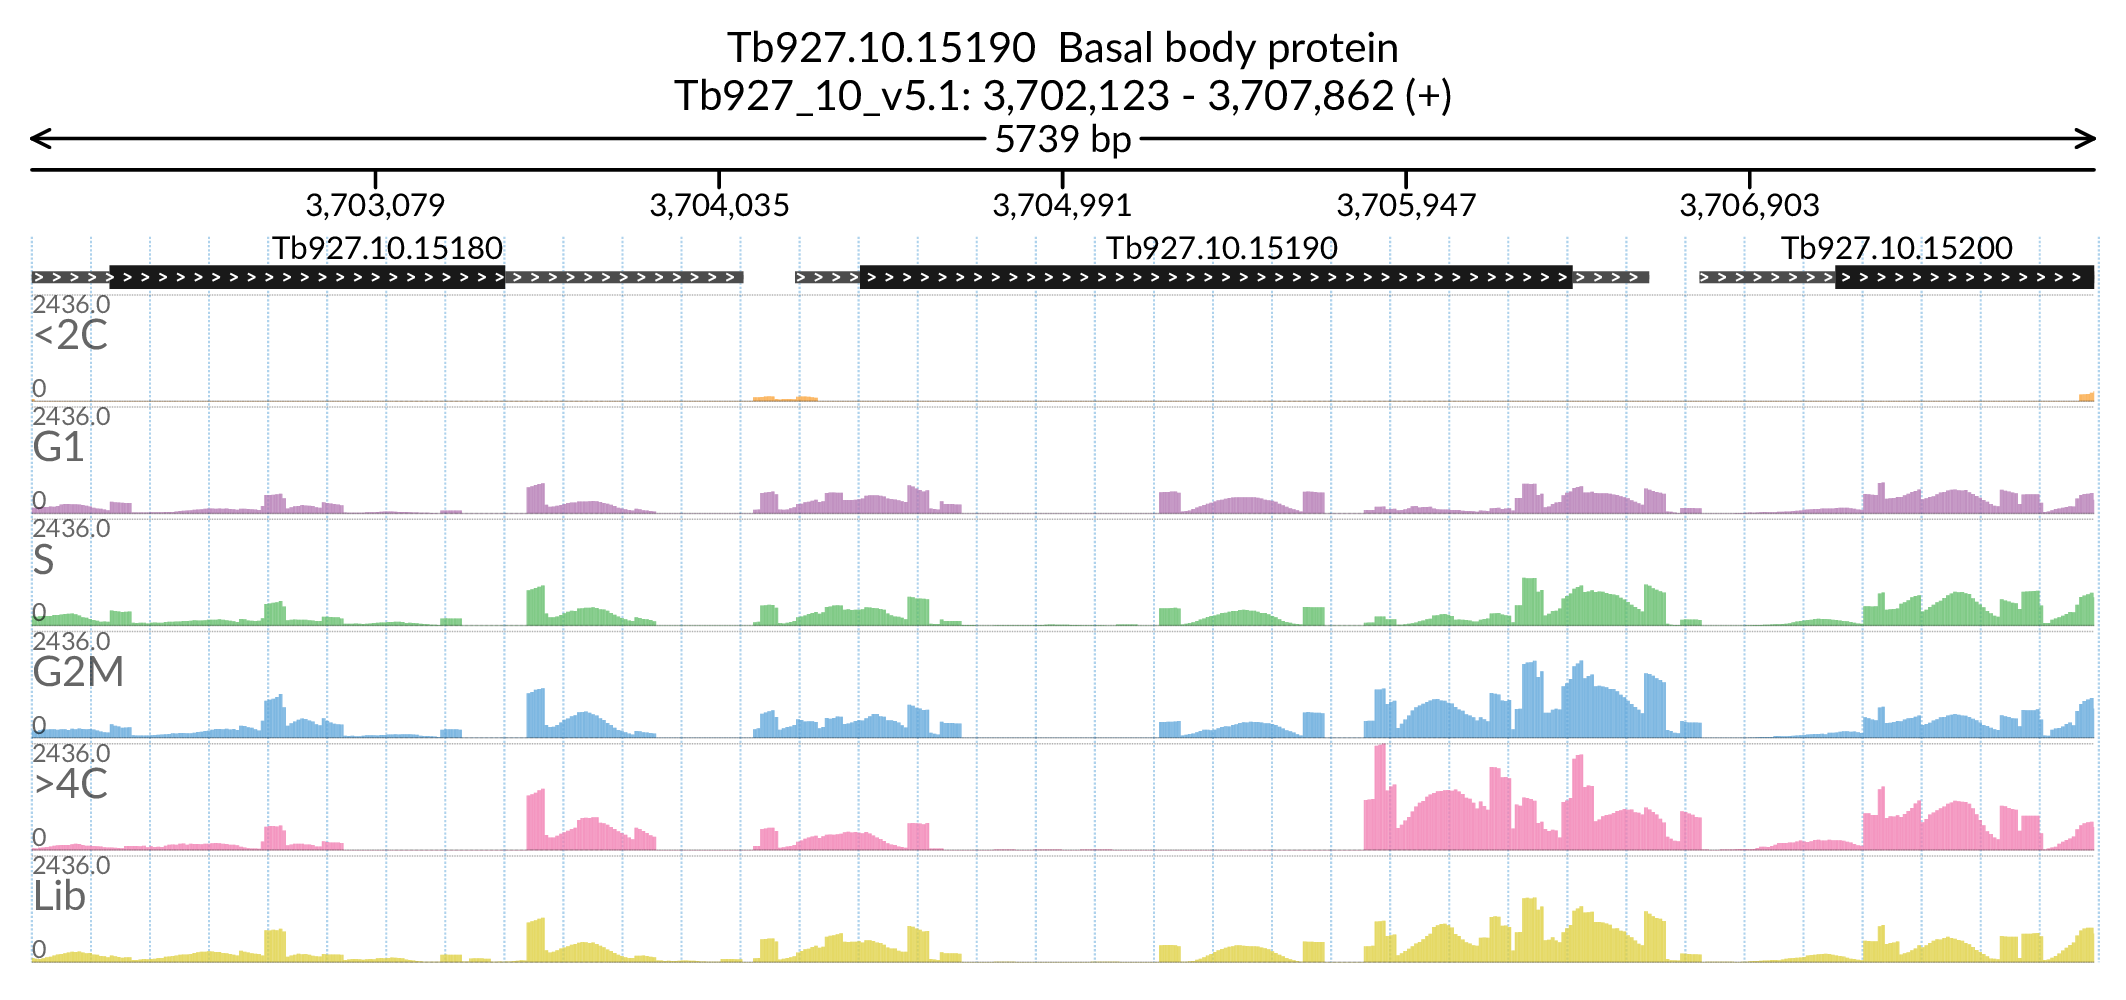 Tb927.10.15190  Basal body protein
Tb927_10_v5.1: 3,702,123 - 3,707,862 (+)
5739 bp
3,703,079 3,704,035 3,704,991 3,705,947 3,706,903
Tb927.10.15180 Tb927.10.15190 Tb927.10.15200
2436.0
<2C
0
2436.0
G1
0
2436.0
S
0
2436.0
G2M
0
2436.0
>4C
0
2436.0
Lib
0